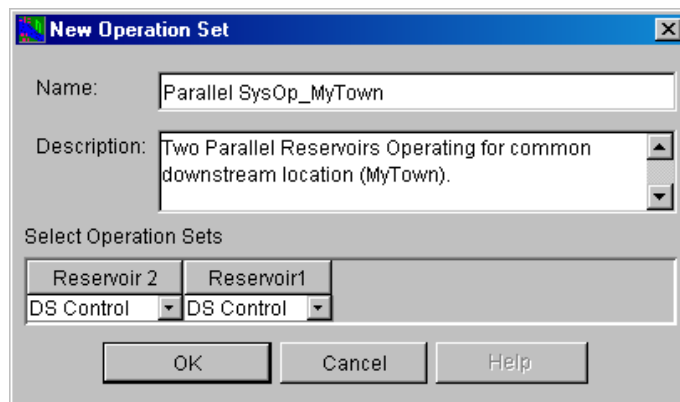 New Operation Set
Name: Parallel SysOp_MyTown
Description: Two Parallel Reservoirs Operating for common
downstream location (MyTown).
Select Operation Sets
Reservoir 2 Reservoir1
DS Control DS Control
OK Cancel Help